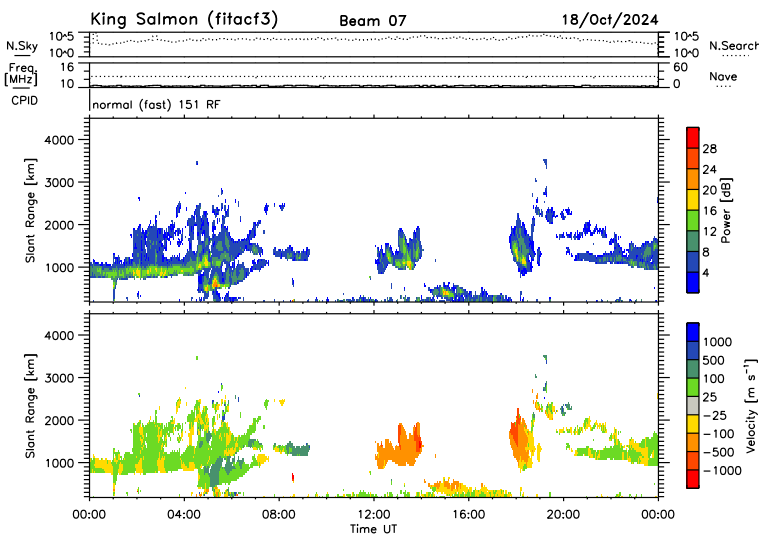 King Salmon (fitacf3) Beam 07 18/Oct/2024
N.Sky 10^5 10^0 10^5 10^0 N.Search
Freq [MHz] 16 10 60 0 Nave
CPID normal (fast) 151 RF
Slant Range [km] 4000 3000 2000 1000
Power [dB] 28 24 20 16 12 8 4
Slant Range [km] 4000 3000 2000 1000
Velocity [m s⁻¹] 1000 500 100 25 −25 −100 −500 −1000
00:00 04:00 08:00 12:00 16:00 20:00 00:00
Time UT